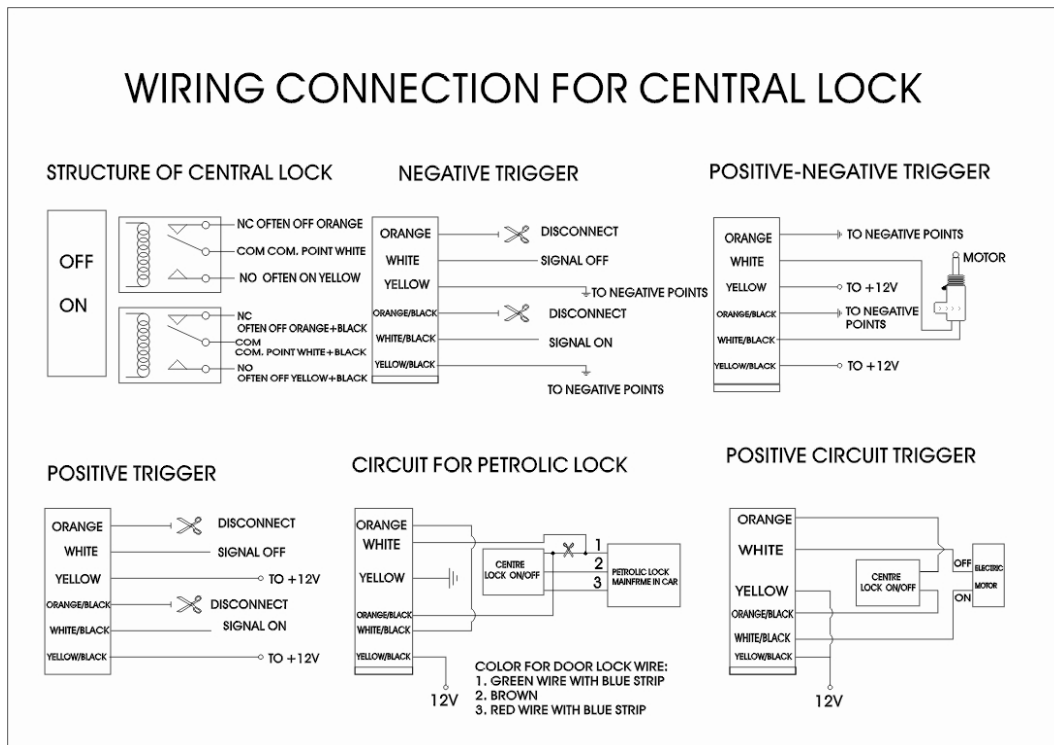 WIRING CONNECTION FOR CENTRAL LOCK
STRUCTURE OF CENTRAL LOCK
OFF
ON
NC OFTEN OFF ORANGE
COM COM. POINT WHITE
NO OFTEN ON YELLOW
NC
OFTEN OFF ORANGE+BLACK
COM
COM. POINT WHITE+BLACK
NO
OFTEN OFF YELLOW+BLACK
NEGATIVE TRIGGER
ORANGE
DISCONNECT
WHITE
SIGNAL OFF
YELLOW
TO NEGATIVE POINTS
ORANGE/BLACK
DISCONNECT
WHITE/BLACK
SIGNAL ON
YELLOW/BLACK
TO NEGATIVE POINTS
POSITIVE-NEGATIVE TRIGGER
ORANGE
TO NEGATIVE POINTS
WHITE
MOTOR
YELLOW
TO +12V
ORANGE/BLACK
TO NEGATIVE
POINTS
WHITE/BLACK
YELLOW/BLACK
TO +12V
POSITIVE TRIGGER
ORANGE
DISCONNECT
WHITE
SIGNAL OFF
YELLOW
TO +12V
ORANGE/BLACK
DISCONNECT
WHITE/BLACK
SIGNAL ON
YELLOW/BLACK
TO +12V
CIRCUIT FOR PETROLIC LOCK
ORANGE
WHITE
YELLOW
ORANGE/BLACK
WHITE/BLACK
YELLOW/BLACK
12V
CENTRE
LOCK ON/OFF
1
2
3
PETROLIC LOCK
MAINFRME IN CAR
COLOR FOR DOOR LOCK WIRE:
1. GREEN WIRE WITH BLUE STRIP
2. BROWN
3. RED WIRE WITH BLUE STRIP
POSITIVE CIRCUIT TRIGGER
ORANGE
WHITE
YELLOW
ORANGE/BLACK
WHITE/BLACK
YELLOW/BLACK
12V
CENTRE
LOCK ON/OFF
OFF
ON
ELECTRIC
MOTOR